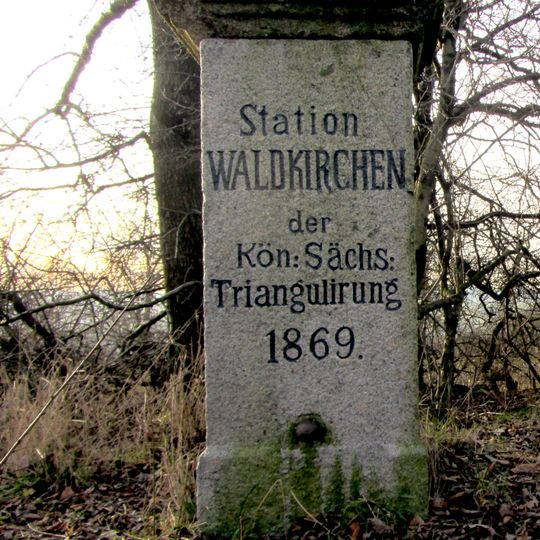 Station
WALDKIRCHEN
der
Kön: Sächs:
Triangulirung
1869.